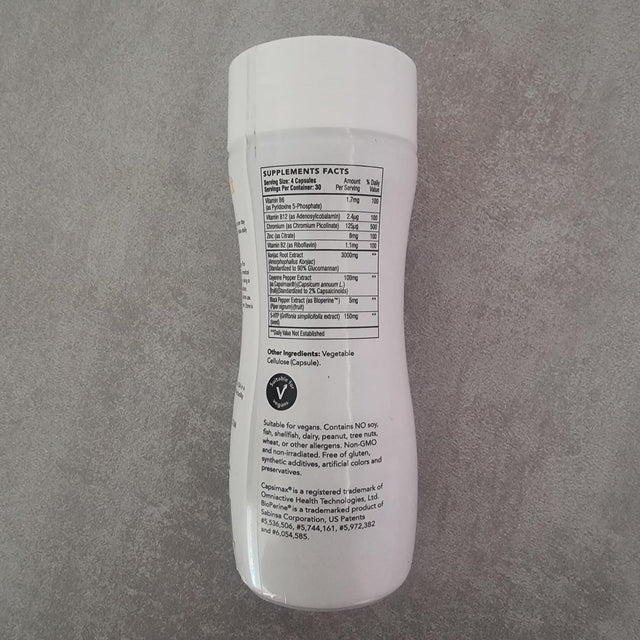 SUPPLEMENTS FACTS
Serving Size: 4 Capsules
Servings Per Container: 30
Amount Per Serving
% Daily Value
Vitamin B6 (as Pyridoxine 5-Phosphate) 1.7mg 100
Vitamin B12 (as Adenosylcobalamin) 2.4µg 100
Chromium (as Chromium Picolinate) 125µg 500
Zinc (as Citrate) 8mg 100
Vitamin B2 (as Riboflavin) 1.1mg 100
Konjac Root Extract 3000mg **
(Amorphophallus Konjac)
(Standardized to 90% Glucomannan)
Cayenne Pepper Extract 100mg **
(as Capsimax®)(Capsicum annuum L.)
(fruit)(Standardized to 2% Capsaicinoids)
Black Pepper Extract (as Bioperine™) 5mg **
(Piper nigrum)(fruit)
5-HTP (Griffonia simplicifolia extract) 150mg **
(seed)
**Daily Value Not Established
Other Ingredients: Vegetable
Cellulose (Capsule).
Suitable for
V
vegans
Suitable for vegans. Contains NO soy,
fish, shellfish, dairy, peanut, tree nuts,
wheat, or other allergens. Non-GMO
and non-irradiated. Free of gluten,
synthetic additives, artificial colors and
preservatives.
Capsimax® is a registered trademark of
Omniactive Health Technologies, Ltd.
BioPerine® is a trademarked product of
Sabinsa Corporation, US Patents
#5,536,506, #5,744,161, #5,972,382
and #6,054,585.